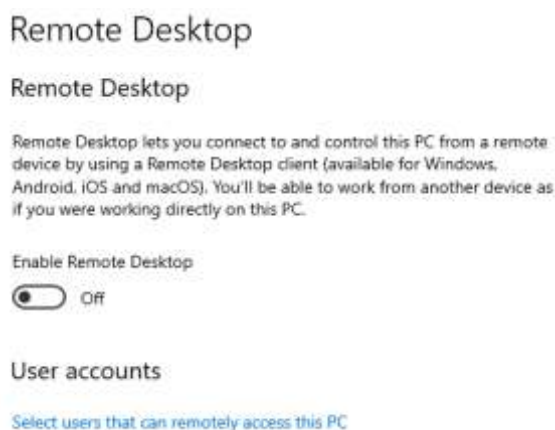 Remote Desktop
Remote Desktop
Remote Desktop lets you connect to and control this PC from a remote
device by using a Remote Desktop client (available for Windows,
Android, iOS and macOS). You'll be able to work from another device as
if you were working directly on this PC.
Enable Remote Desktop
Off
User accounts
Select users that can remotely access this PC